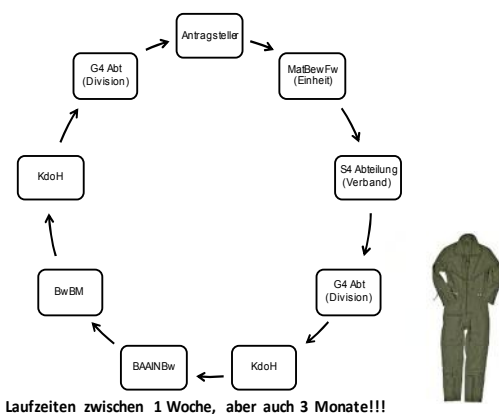 Antragsteller
MatBewFw
(Einheit)
S4 Abteilung
(Verband)
G4 Abt
(Division)
KdoH
BAAINBw
BwBM
KdoH
G4 Abt
(Division)
Laufzeiten zwischen 1 Woche, aber auch 3 Monate!!!